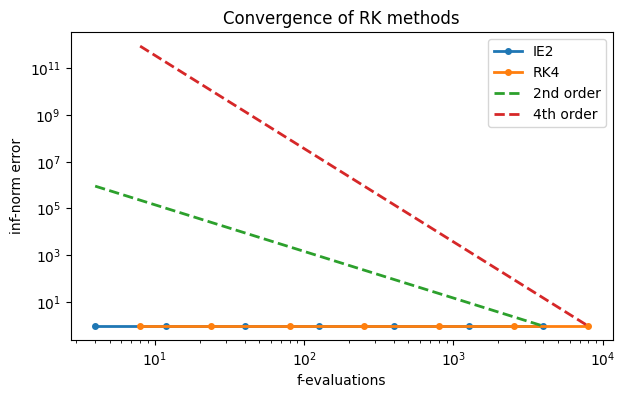 Convergence of RK methods
inf-norm error
10^11
10^9
10^7
10^5
10^3
10^1
IE2
RK4
2nd order
4th order
10^1
10^2
10^3
10^4
f-evaluations